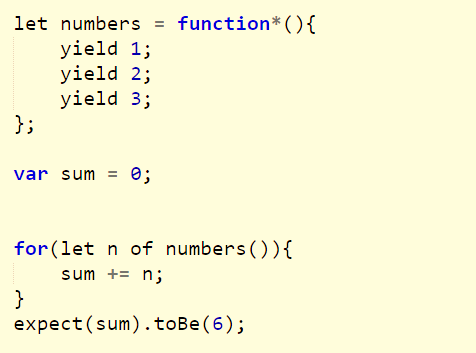 let numbers = function*(){
    yield 1;
    yield 2;
    yield 3;
};
var sum = 0;
for(let n of numbers()){
    sum += n;
}
expect(sum).toBe(6);